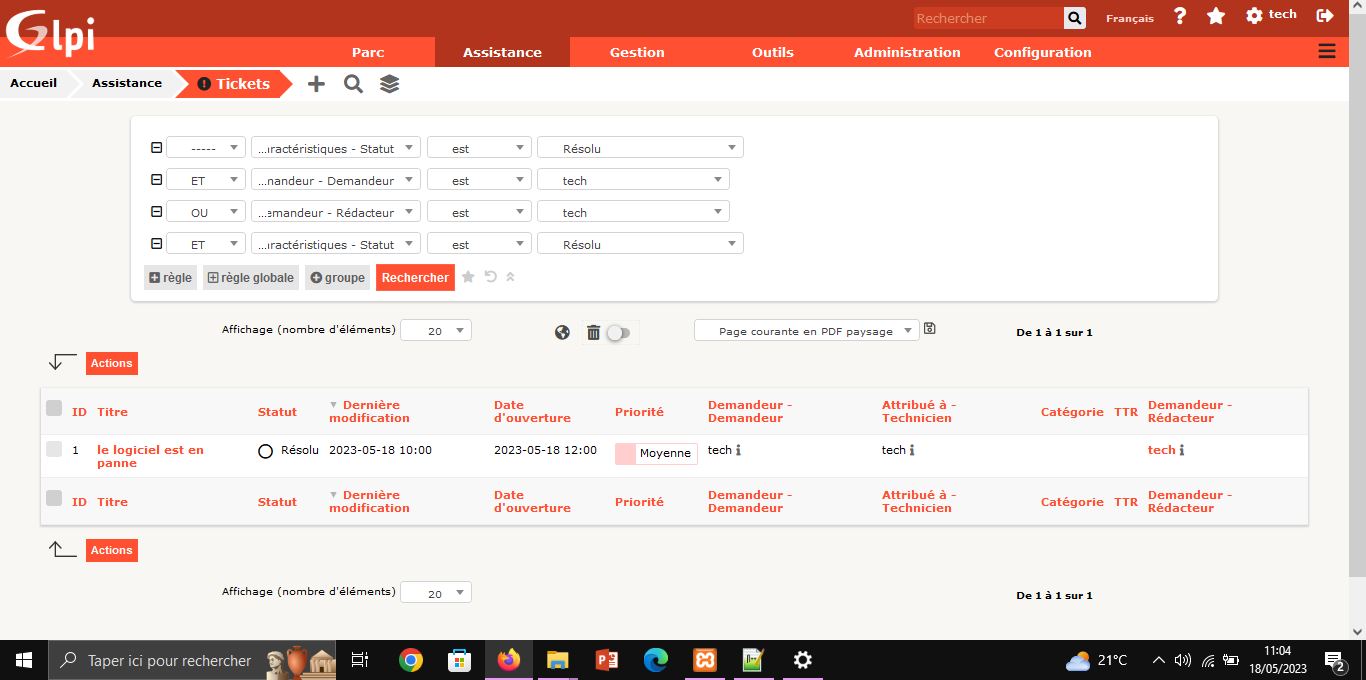 Glpi
Rechercher
Français
tech
Parc
Assistance
Gestion
Outils
Administration
Configuration
Accueil
Assistance
Tickets
----- ...ıractéristiques - Statut est Résolu
ET ...nandeur - Demandeur est tech
OU ...emandeur - Rédacteur est tech
ET ...ıractéristiques - Statut est Résolu
règle règle globale groupe Rechercher
Affichage (nombre d'éléments) 20 Page courante en PDF paysage De 1 à 1 sur 1
Actions
ID Titre Statut Dernière modification Date d'ouverture Priorité Demandeur - Demandeur Attribué à - Technicien Catégorie TTR Demandeur - Rédacteur
1 le logiciel est en panne Résolu 2023-05-18 10:00 2023-05-18 12:00 Moyenne tech tech tech
ID Titre Statut Dernière modification Date d'ouverture Priorité Demandeur - Demandeur Attribué à - Technicien Catégorie TTR Demandeur - Rédacteur
Actions
Affichage (nombre d'éléments) 20 De 1 à 1 sur 1
Taper ici pour rechercher
21°C
11:04
18/05/2023
2